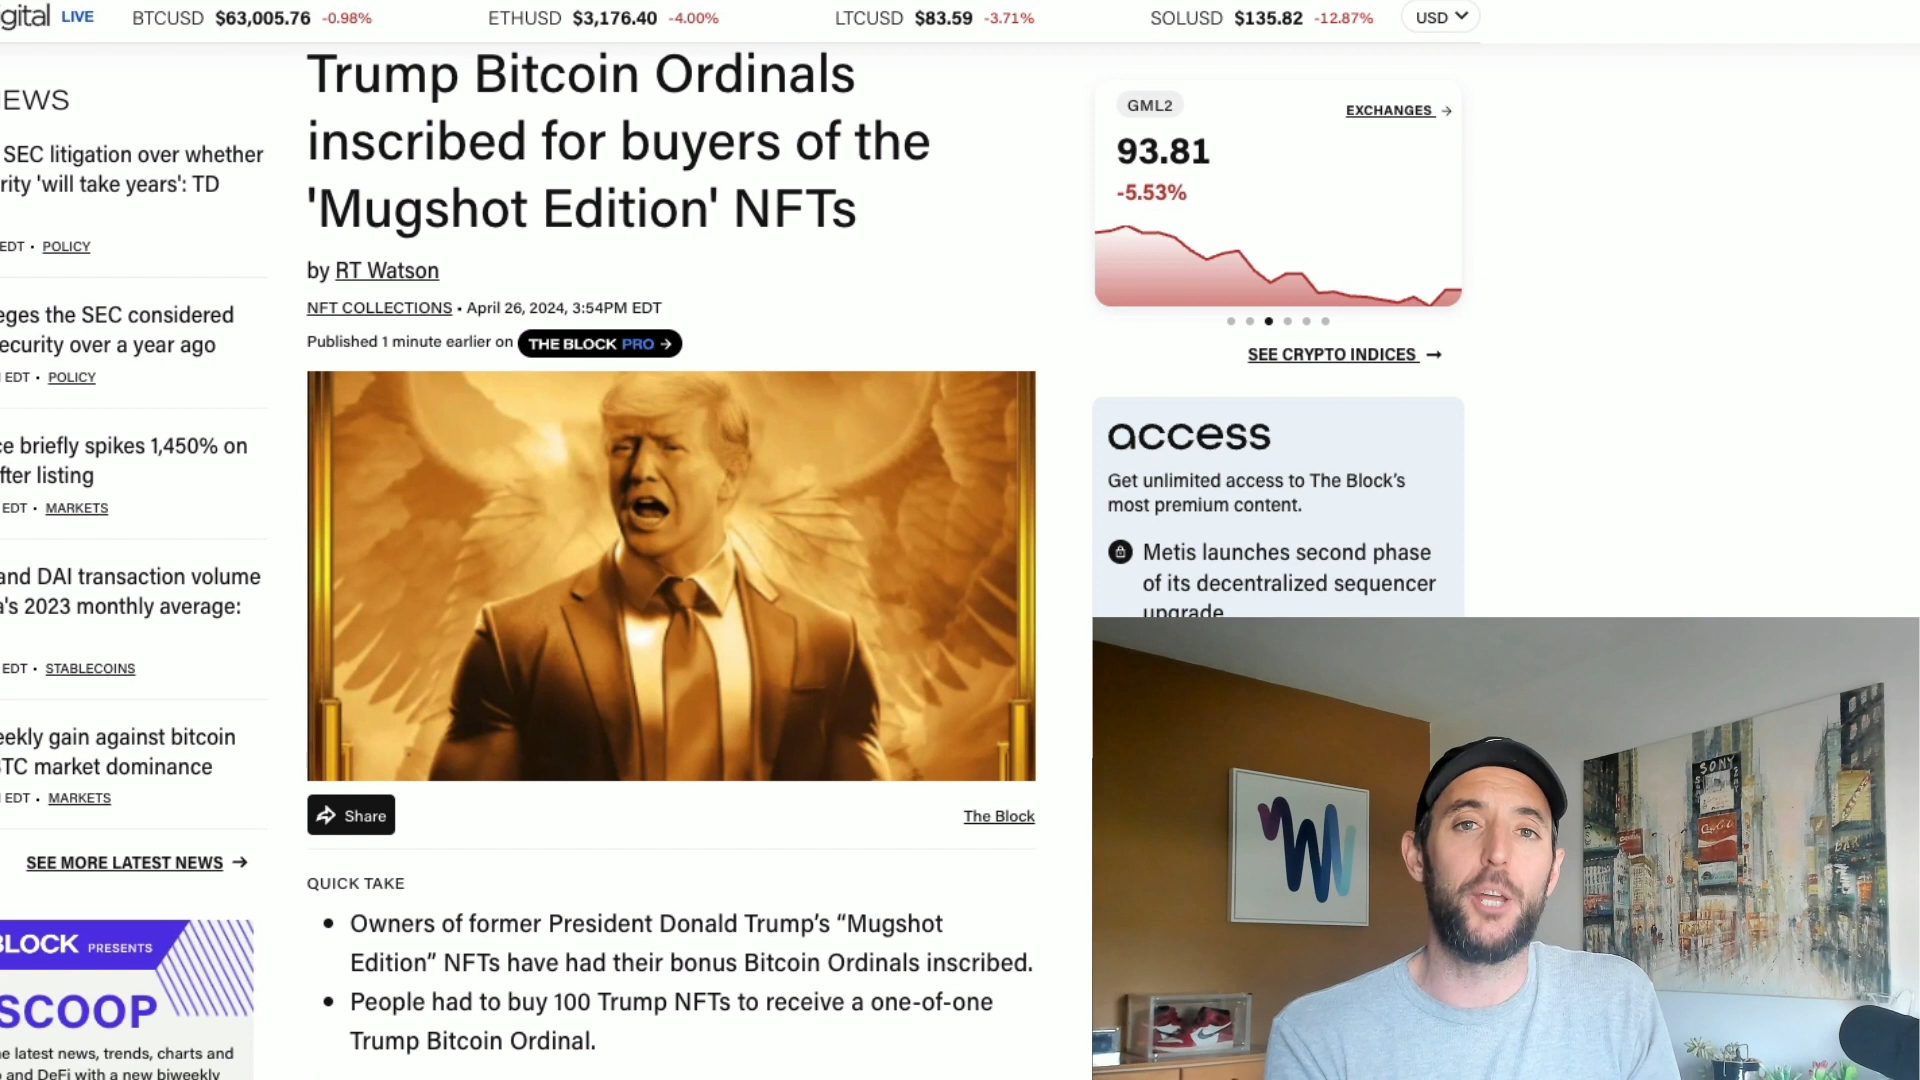 igital LIVE BTCUSD $63,005.76 -0.98% ETHUSD $3,176.40 -4.00% LTCUSD $83.59 -3.71% SOLUSD $135.82 -12.87% USD
EWS
SEC litigation over whether
rity 'will take years': TD
EDT • POLICY
eges the SEC considered
ecurity over a year ago
EDT • POLICY
ce briefly spikes 1,450% on
fter listing
EDT • MARKETS
and DAI transaction volume
a's 2023 monthly average:
EDT • STABLECOINS
eekly gain against bitcoin
BTC market dominance
EDT • MARKETS
SEE MORE LATEST NEWS →
BLOCK PRESENTS
SCOOP
e latest news, trends, charts and
and DeFi with a new biweekly
Trump Bitcoin Ordinals
inscribed for buyers of the
'Mugshot Edition' NFTs
by RT Watson
NFT COLLECTIONS • April 26, 2024, 3:54PM EDT
Published 1 minute earlier on THE BLOCK PRO →
Share
The Block
QUICK TAKE
• Owners of former President Donald Trump’s “Mugshot
Edition” NFTs have had their bonus Bitcoin Ordinals inscribed.
• People had to buy 100 Trump NFTs to receive a one-of-one
Trump Bitcoin Ordinal.
GML2
EXCHANGES →
93.81
-5.53%
SEE CRYPTO INDICES →
access
Get unlimited access to The Block’s
most premium content.
Metis launches second phase
of its decentralized sequencer
upgrade
SONY
Coca-Cola